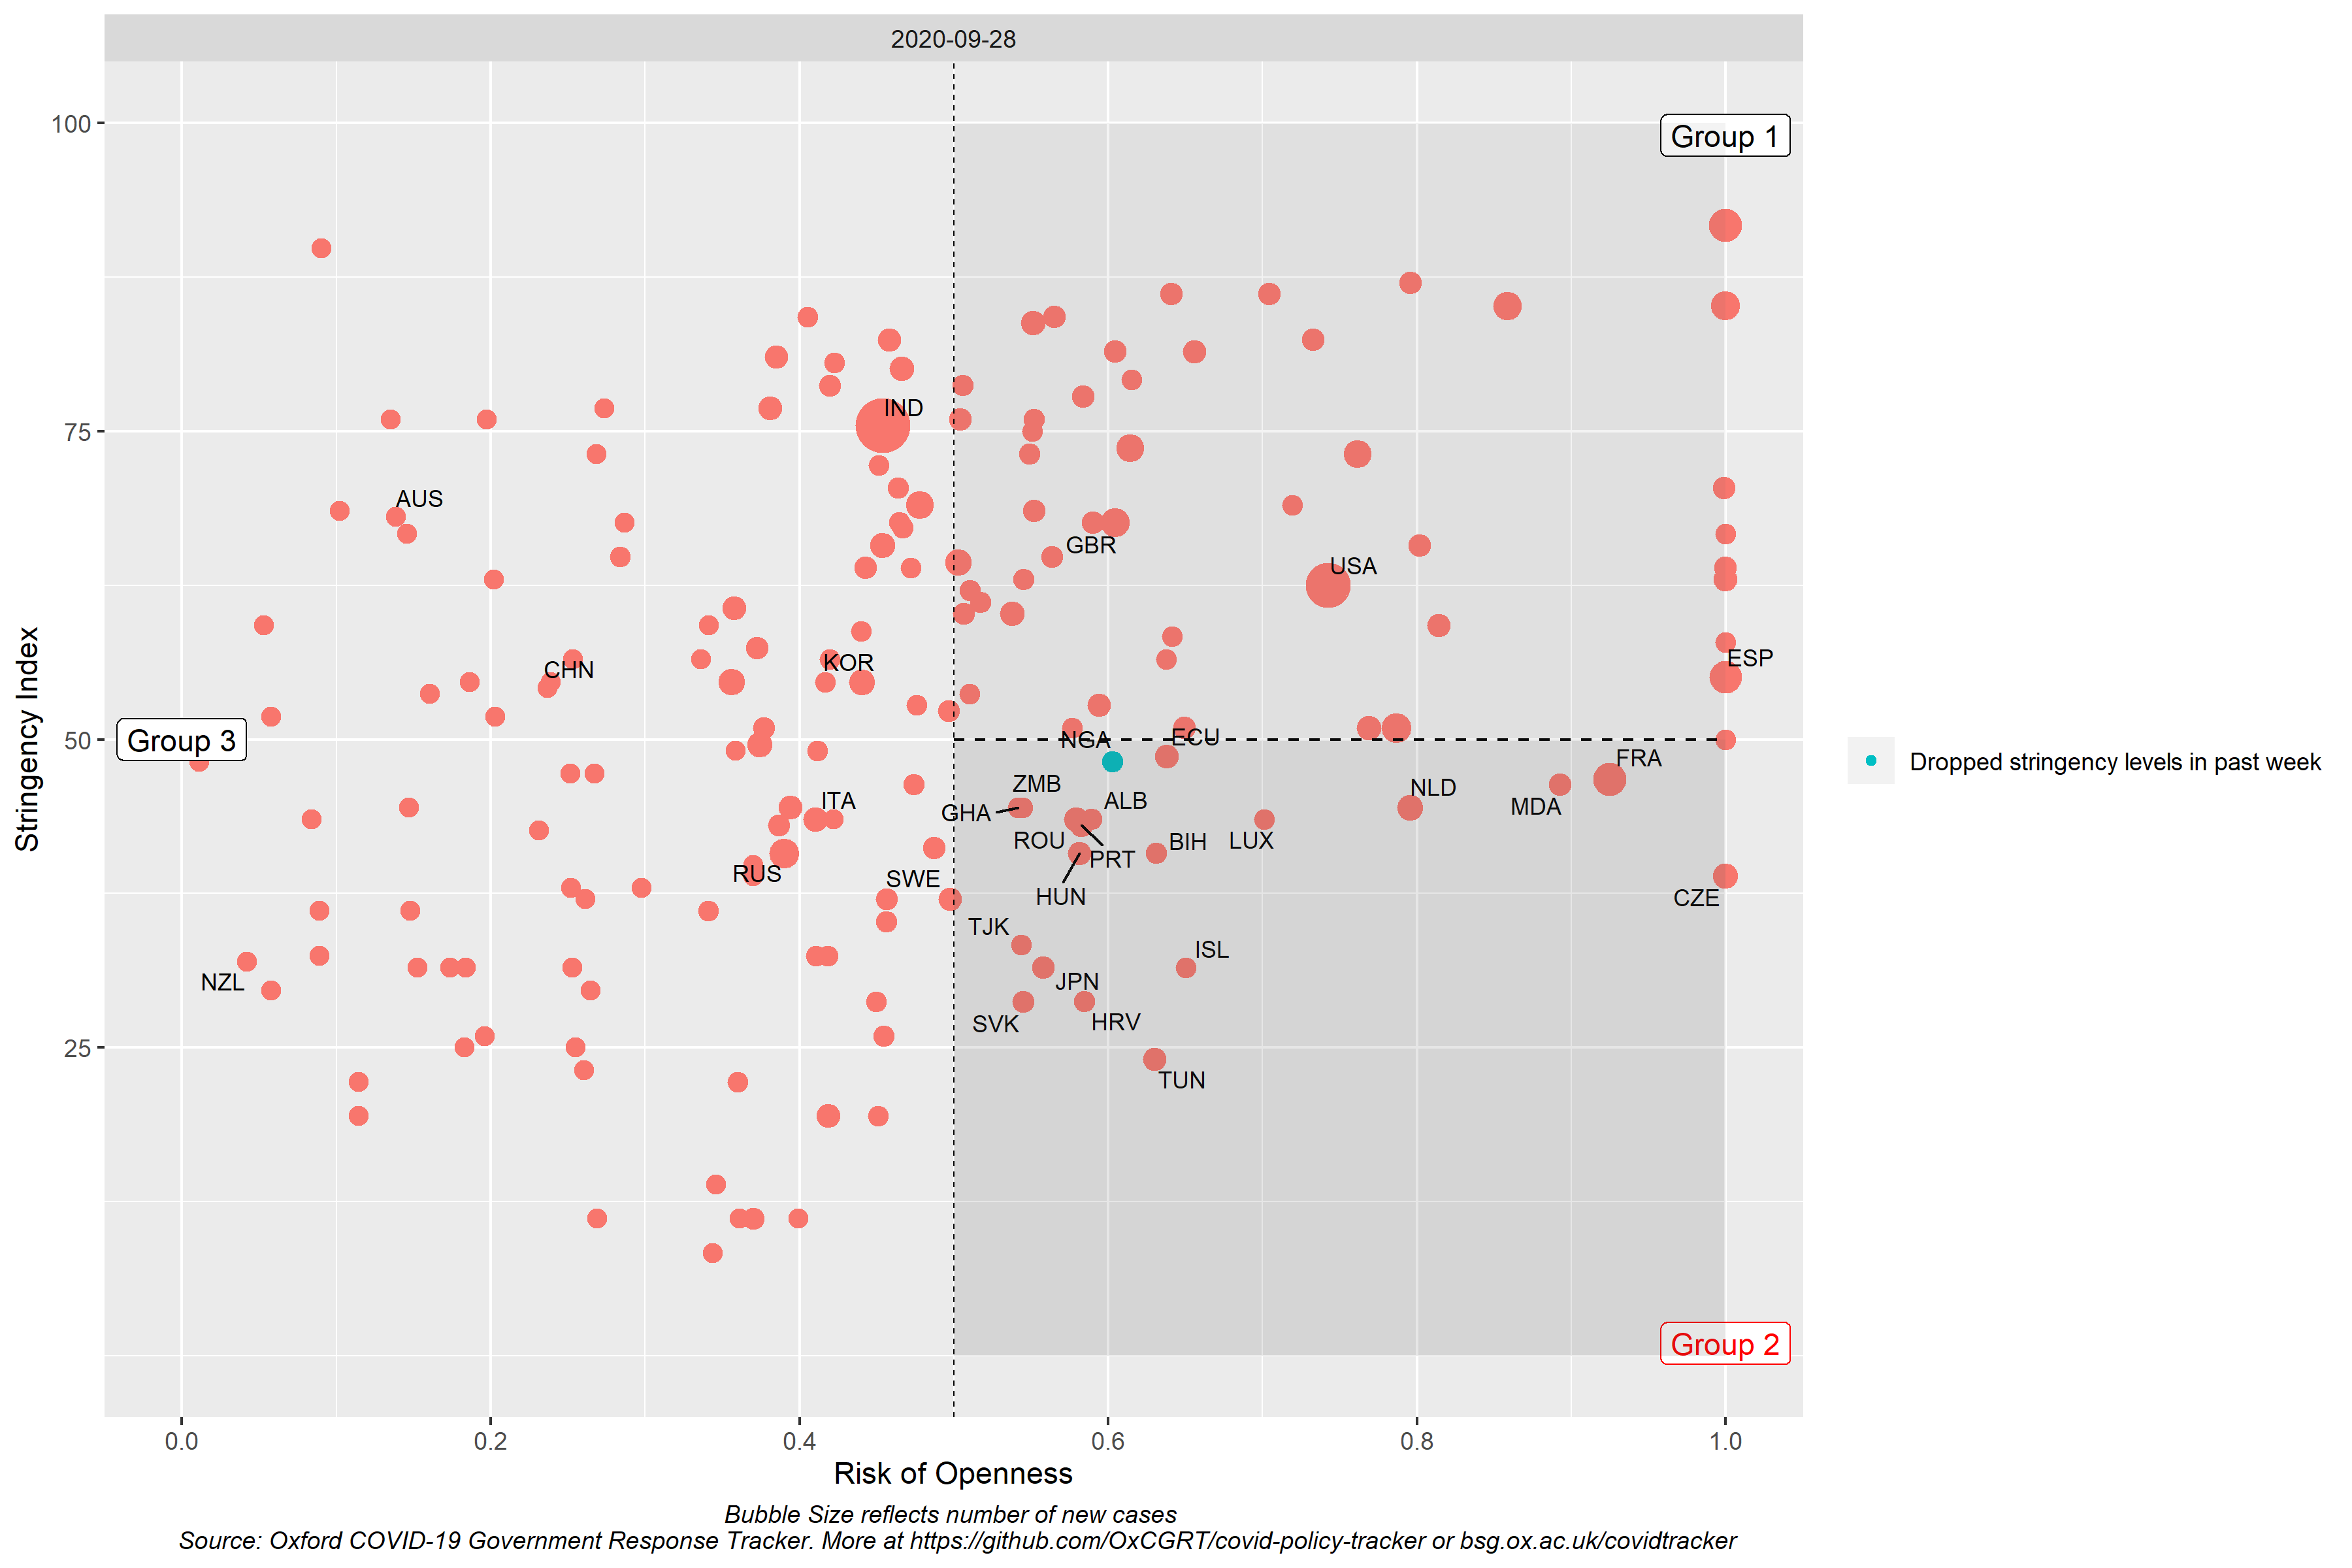 2020-09-28
Group 1
100
IND
75
AUS
GBR
USA
KOR
CHN
ESP
Stringency Index
Group 3
50
NGA
ECU
FRA
Dropped stringency levels in past week
ZMB
NLD
ITA
GHA
ALB
MDA
ROU
BIH
LUX
PRT
RUS
SWE
HUN
CZE
TJK
ISL
NZL
JPN
SVK
HRV
25
TUN
Group 2
0.0
0.2
0.4
0.6
0.8
1.0
Risk of Openness
Bubble Size reflects number of new cases
Source: Oxford COVID-19 Government Response Tracker. More at https://github.com/OxCGRT/covid-policy-tracker or bsg.ox.ac.uk/covidtracker